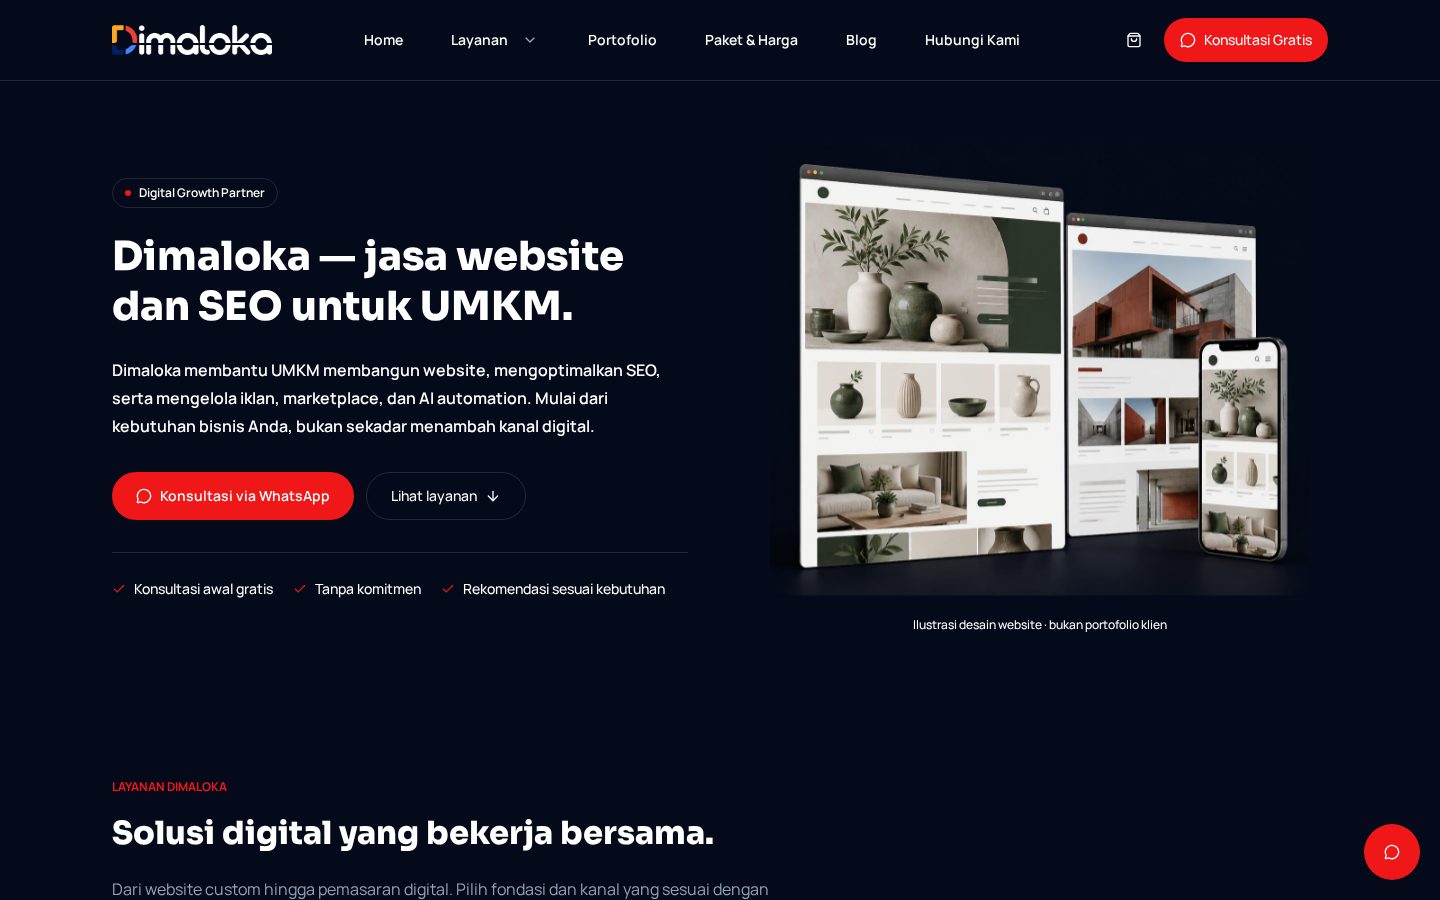 Dimaloka
Home
Layanan
Portofolio
Paket & Harga
Blog
Hubungi Kami
Konsultasi Gratis
Digital Growth Partner
Dimaloka — jasa website
dan SEO untuk UMKM.
Dimaloka membantu UMKM membangun website, mengoptimalkan SEO,
serta mengelola iklan, marketplace, dan AI automation. Mulai dari
kebutuhan bisnis Anda, bukan sekadar menambah kanal digital.
Konsultasi via WhatsApp
Lihat layanan
Konsultasi awal gratis
Tanpa komitmen
Rekomendasi sesuai kebutuhan
Ilustrasi desain website · bukan portofolio klien
LAYANAN DIMALOKA
Solusi digital yang bekerja bersama.
Dari website custom hingga pemasaran digital. Pilih fondasi dan kanal yang sesuai dengan